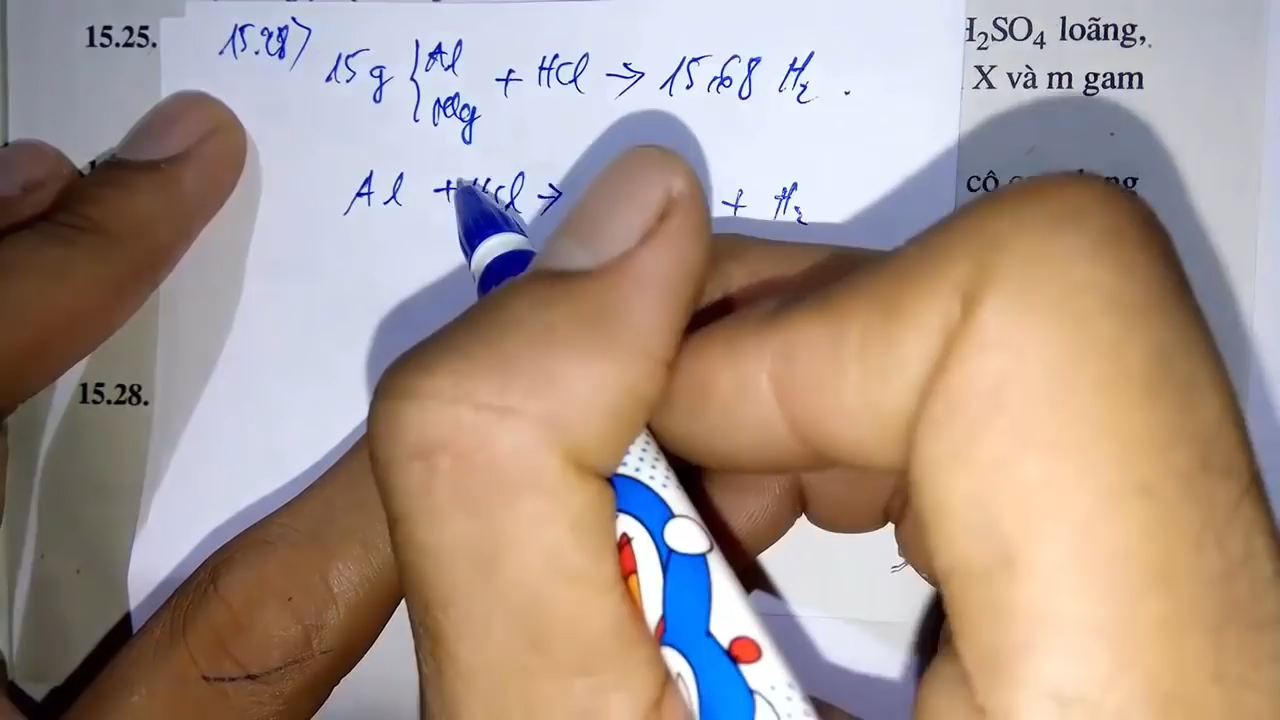 15.25.
H₂SO₄ loãng,
X và m gam
15.28)
15g { Al + HCl → 15,68 H₂.
Mg
Al + HCl → + H₂
15.28.